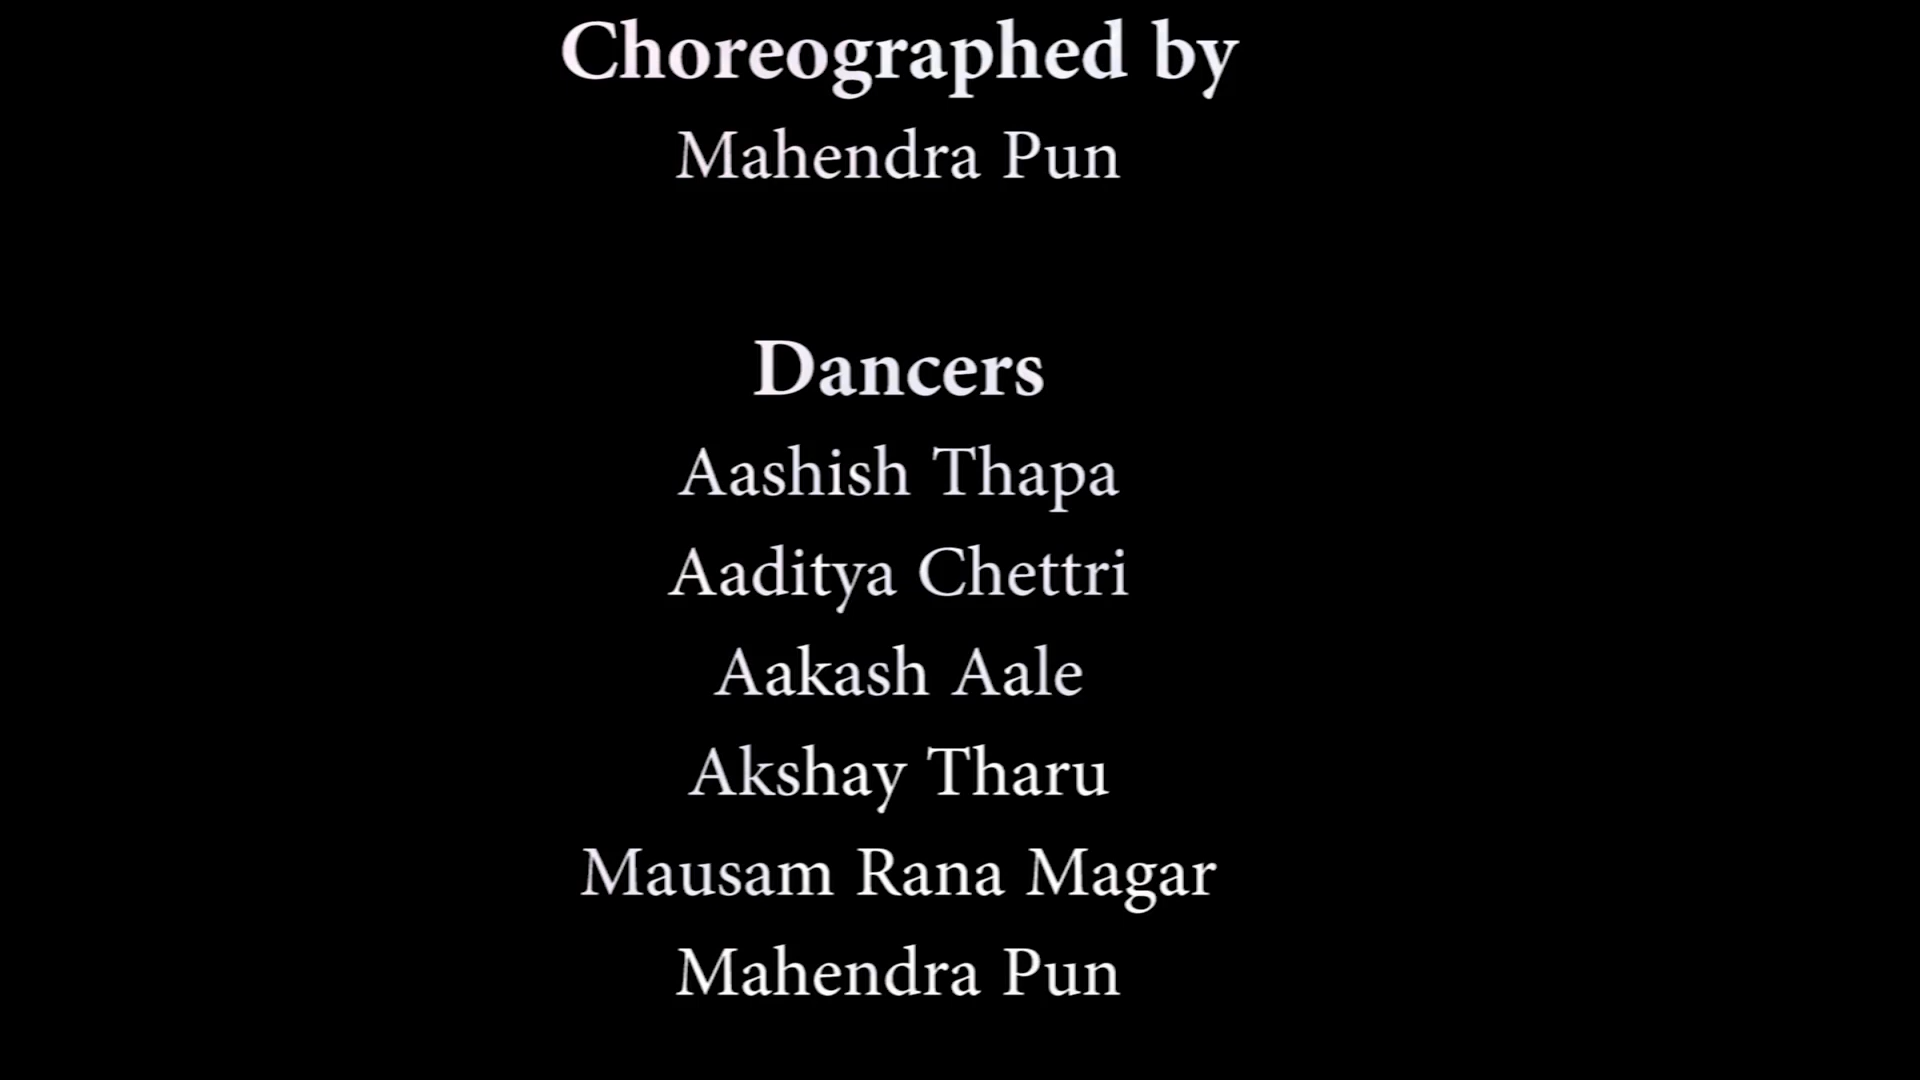 Choreographed by
Mahendra Pun
Dancers
Aashish Thapa
Aaditya Chettri
Aakash Aale
Akshay Tharu
Mausam Rana Magar
Mahendra Pun